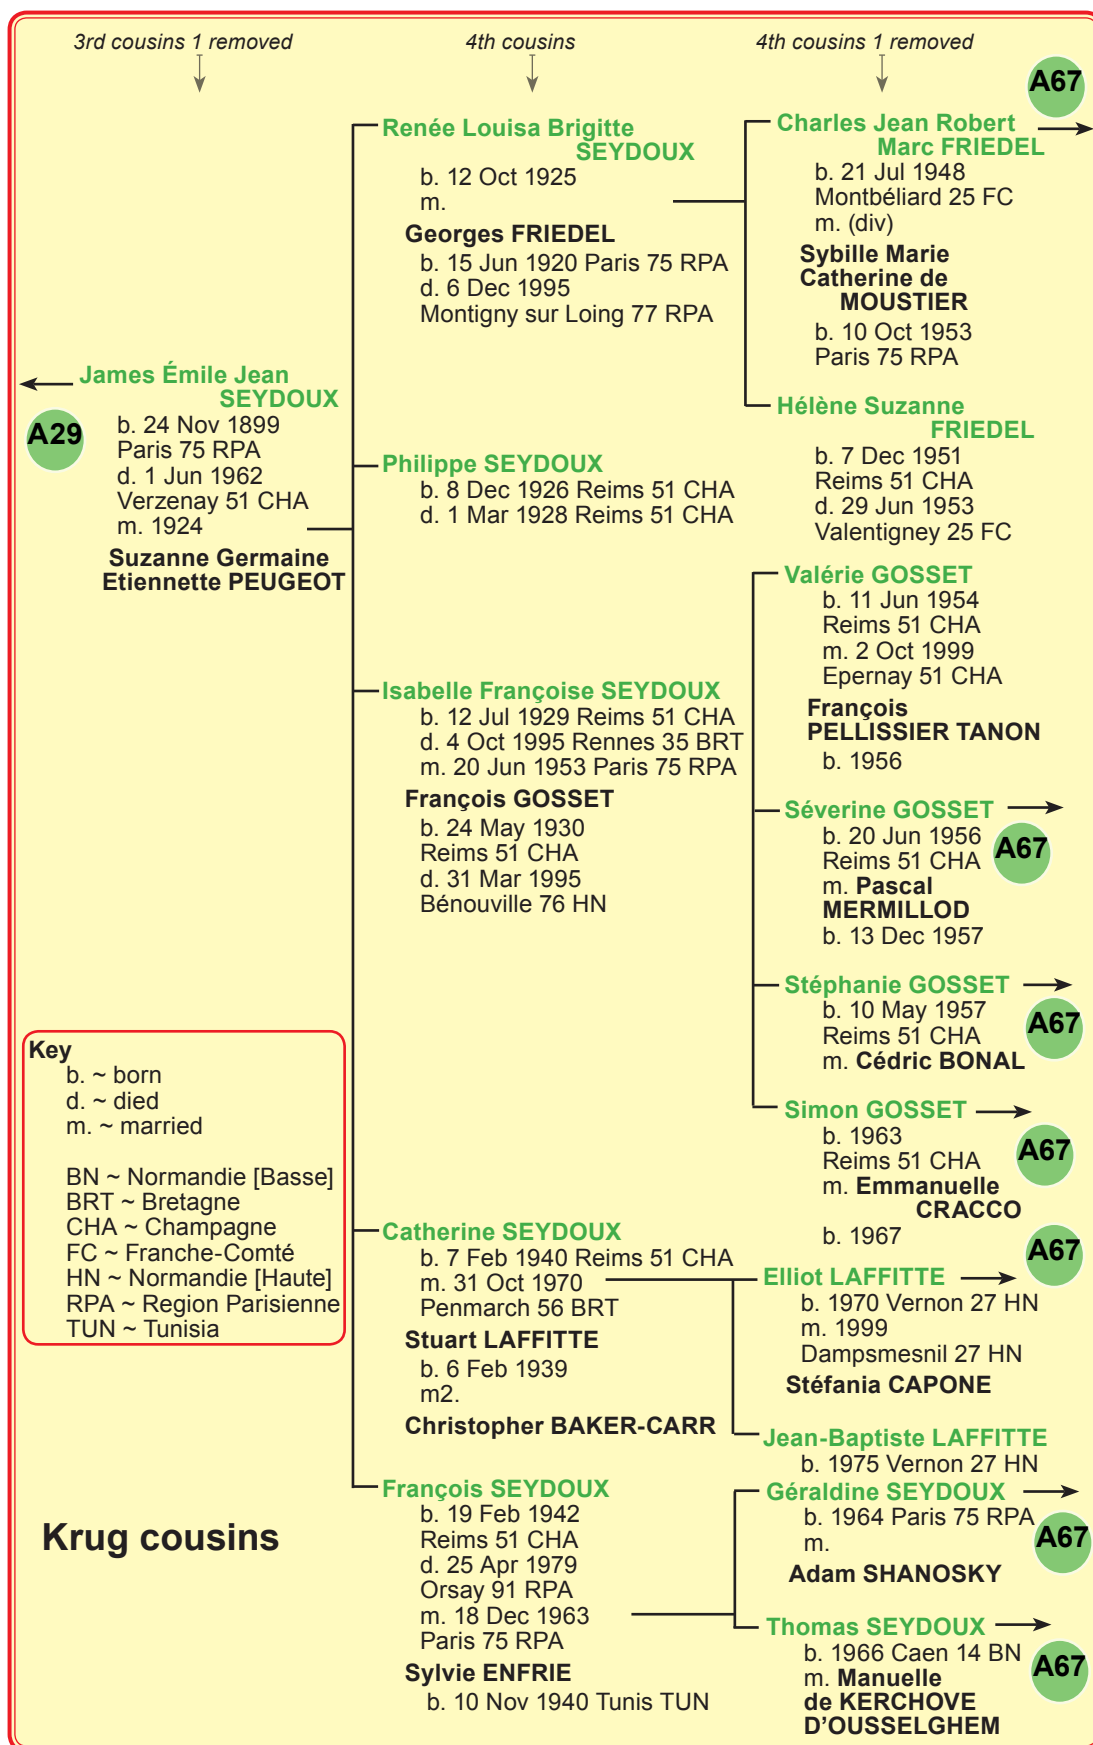 3rd cousins 1 removed
4th cousins
4th cousins 1 removed
James Émile Jean
SEYDOUX
A29
b. 24 Nov 1899
Paris 75 RPA
d. 1 Jun 1962
Verzenay 51 CHA
m. 1924
Suzanne Germaine
Etiennette PEUGEOT
Key
b. ~ born
d. ~ died
m. ~ married
BN ~ Normandie [Basse]
BRT ~ Bretagne
CHA ~ Champagne
FC ~ Franche-Comté
HN ~ Normandie [Haute]
RPA ~ Region Parisienne
TUN ~ Tunisia
Krug cousins
Renée Louisa Brigitte
SEYDOUX
b. 12 Oct 1925
m.
Georges FRIEDEL
b. 15 Jun 1920 Paris 75 RPA
d. 6 Dec 1995
Montigny sur Loing 77 RPA
Philippe SEYDOUX
b. 8 Dec 1926 Reims 51 CHA
d. 1 Mar 1928 Reims 51 CHA
Isabelle Françoise SEYDOUX
b. 12 Jul 1929 Reims 51 CHA
d. 4 Oct 1995 Rennes 35 BRT
m. 20 Jun 1953 Paris 75 RPA
François GOSSET
b. 24 May 1930
Reims 51 CHA
d. 31 Mar 1995
Bénouville 76 HN
Catherine SEYDOUX
b. 7 Feb 1940 Reims 51 CHA
m. 31 Oct 1970
Penmarch 56 BRT
Stuart LAFFITTE
b. 6 Feb 1939
m2.
Christopher BAKER-CARR
François SEYDOUX
b. 19 Feb 1942
Reims 51 CHA
d. 25 Apr 1979
Orsay 91 RPA
m. 18 Dec 1963
Paris 75 RPA
Sylvie ENFRIE
b. 10 Nov 1940 Tunis TUN
A67
Charles Jean Robert
Marc FRIEDEL
b. 21 Jul 1948
Montbéliard 25 FC
m. (div)
Sybille Marie
Catherine de
MOUSTIER
b. 10 Oct 1953
Paris 75 RPA
Hélène Suzanne
FRIEDEL
b. 7 Dec 1951
Reims 51 CHA
d. 29 Jun 1953
Valentigney 25 FC
Valérie GOSSET
b. 11 Jun 1954
Reims 51 CHA
m. 2 Oct 1999
Epernay 51 CHA
François
PELLISSIER TANON
b. 1956
Séverine GOSSET
A67
b. 20 Jun 1956
Reims 51 CHA
m. Pascal
MERMILLOD
b. 13 Dec 1957
Stéphanie GOSSET
A67
b. 10 May 1957
Reims 51 CHA
m. Cédric BONAL
Simon GOSSET
A67
b. 1963
Reims 51 CHA
m. Emmanuelle
CRACCO
b. 1967
A67
Elliot LAFFITTE
b. 1970 Vernon 27 HN
m. 1999
Dampsmesnil 27 HN
Stéfania CAPONE
Jean-Baptiste LAFFITTE
b. 1975 Vernon 27 HN
Géraldine SEYDOUX
b. 1964 Paris 75 RPA
m.
A67
Adam SHANOSKY
Thomas SEYDOUX
b. 1966 Caen 14 BN
A67
m. Manuelle
de KERCHOVE
D'OUSSELGHEM